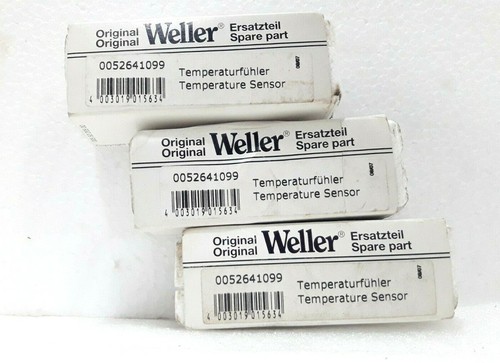 Original Weller® Ersatzteil
Original Spare part
0052641099
Temperaturfühler
Temperature Sensor
4 003019 015634
Original Weller® Ersatzteil
Original Spare part
0052641099
Temperaturfühler
Temperature Sensor
4 003019 015634
Original Weller® Ersatzteil
Original Spare part
0052641099
Temperaturfühler
Temperature Sensor
4 003019 015634